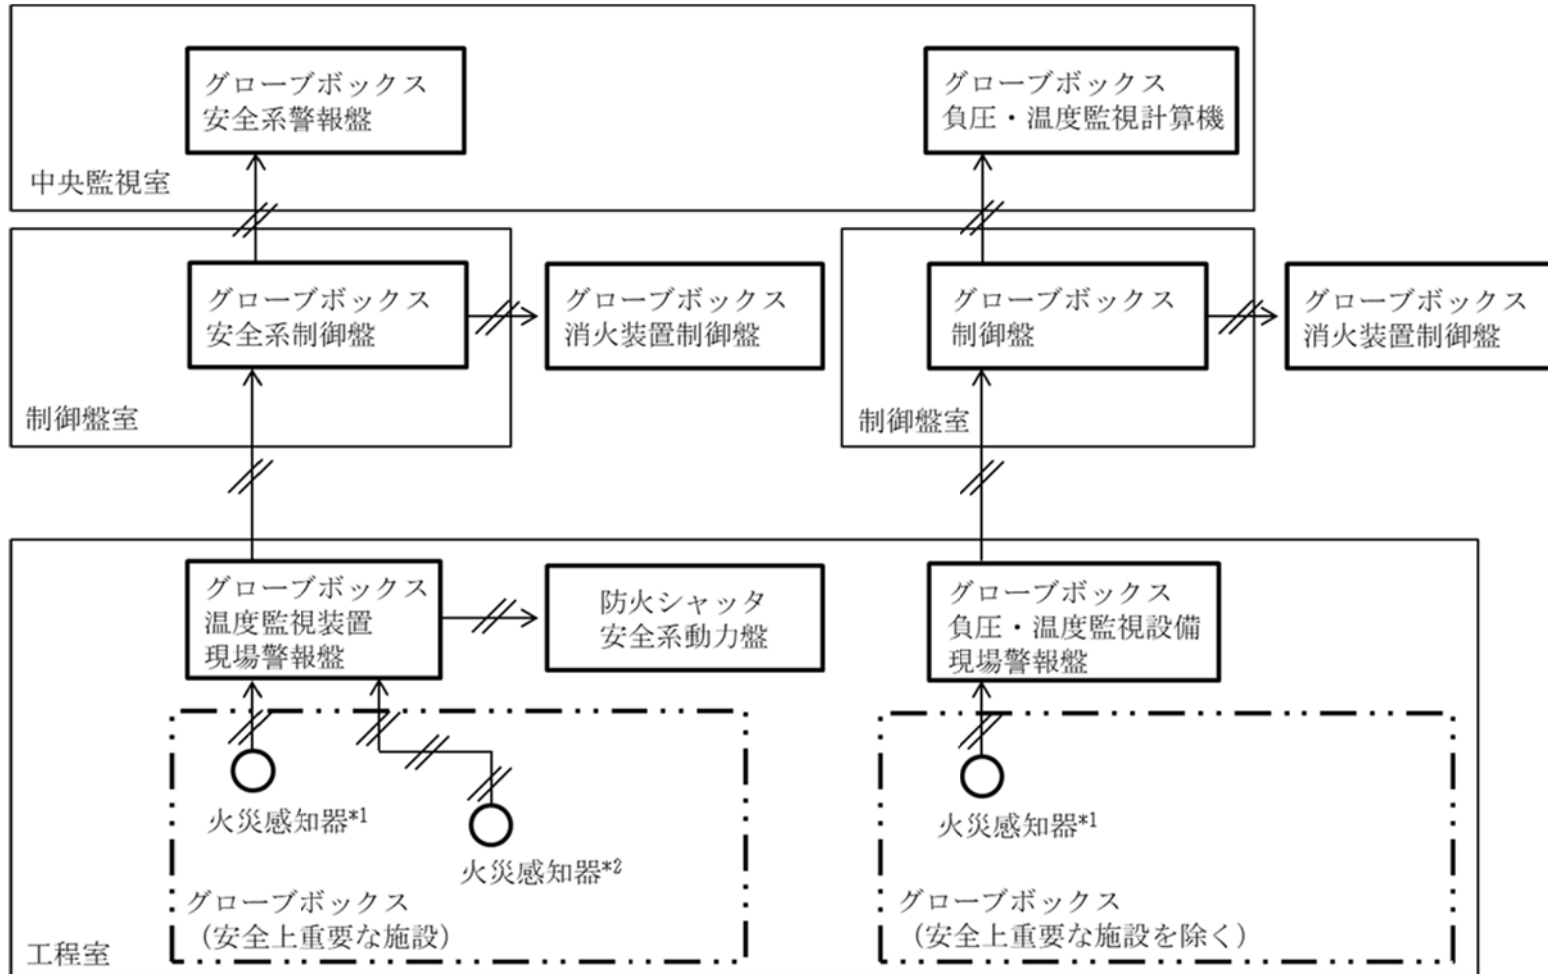 グローブボックス
安全系警報盤
グローブボックス
負圧・温度監視計算機
中央監視室
グローブボックス
安全系制御盤
グローブボックス
消火装置制御盤
グローブボックス
制御盤
グローブボックス
消火装置制御盤
制御盤室
制御盤室
グローブボックス
温度監視装置
現場警報盤
防火シャッタ
安全系動力盤
グローブボックス
負圧・温度監視設備
現場警報盤
火災感知器*1
火災感知器*2
火災感知器*1
グローブボックス
（安全上重要な施設）
グローブボックス
（安全上重要な施設を除く）
工程室